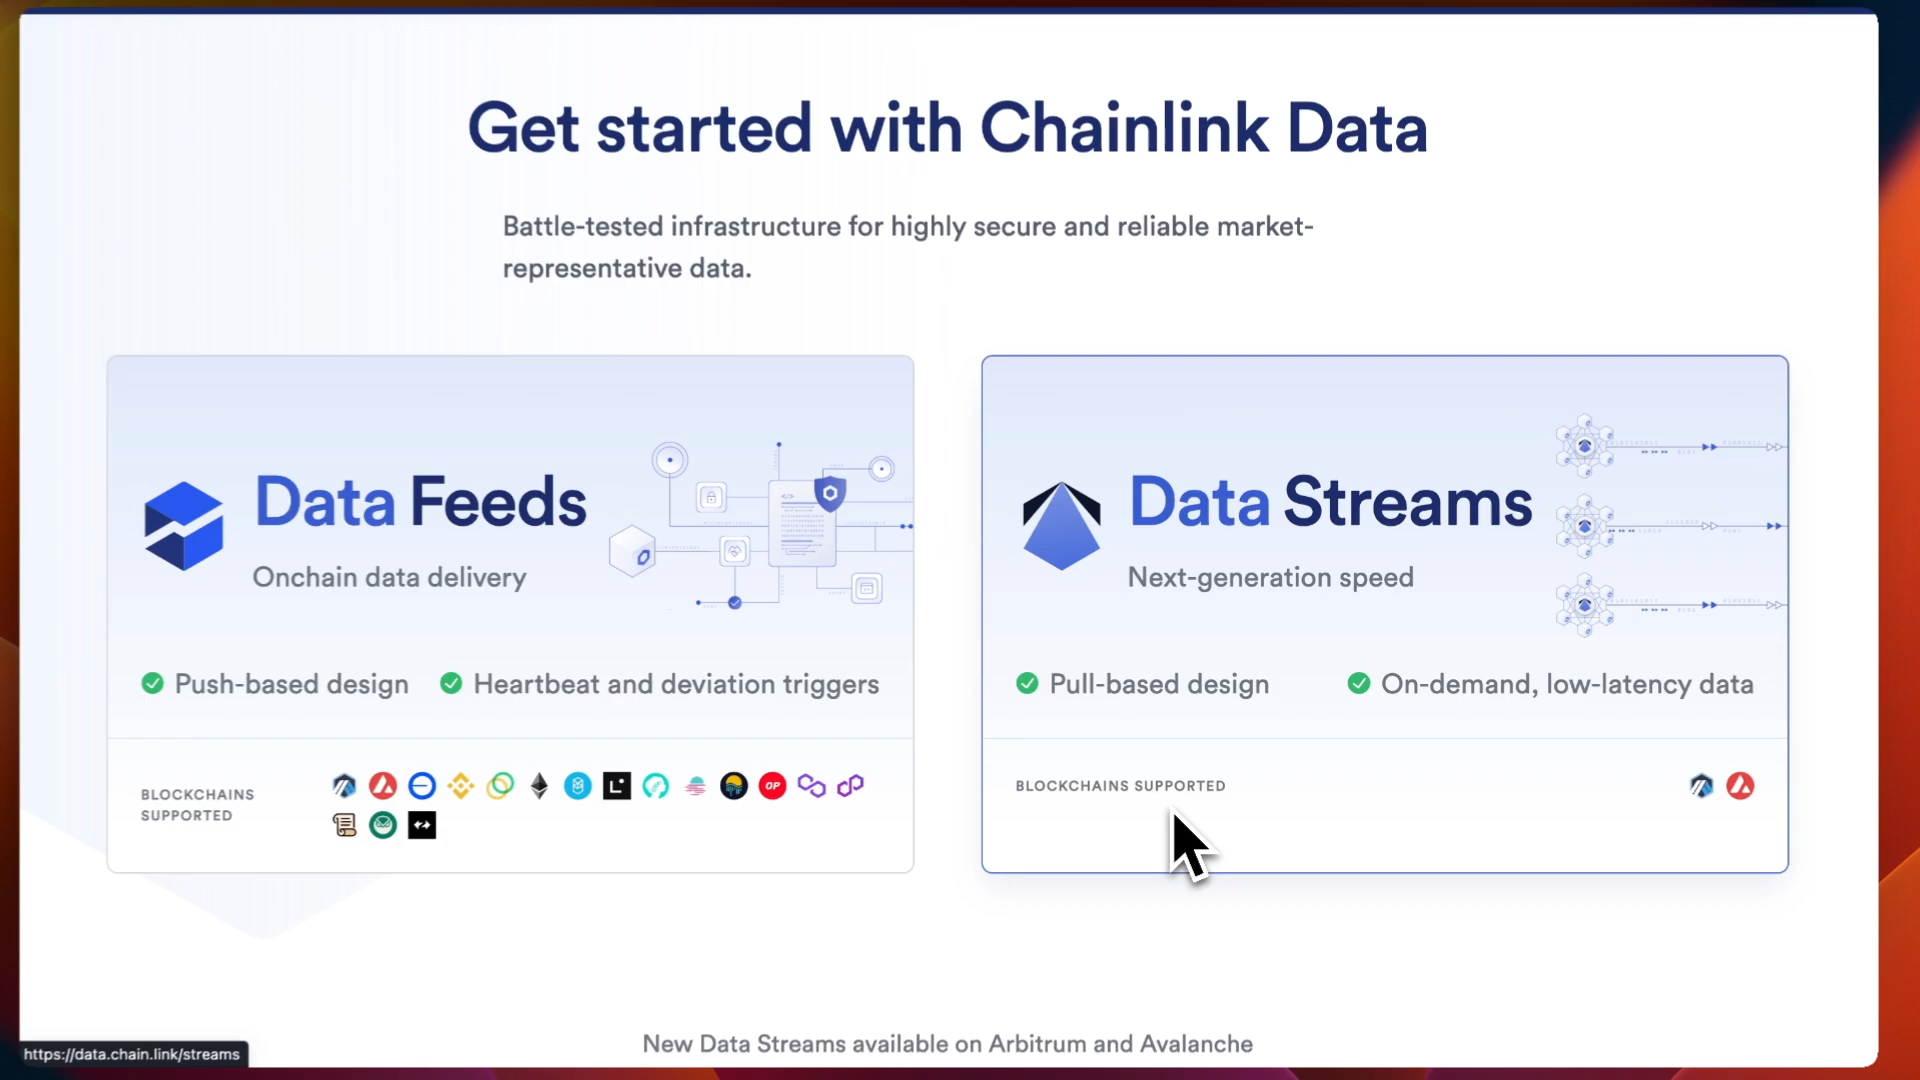 Get started with Chainlink Data
Battle-tested infrastructure for highly secure and reliable market-
representative data.
Data Feeds
Onchain data delivery
Push-based design
Heartbeat and deviation triggers
BLOCKCHAINS
SUPPORTED
OP
Data Streams
Next-generation speed
Pull-based design
On-demand, low-latency data
BLOCKCHAINS SUPPORTED
New Data Streams available on Arbitrum and Avalanche
https://data.chain.link/streams